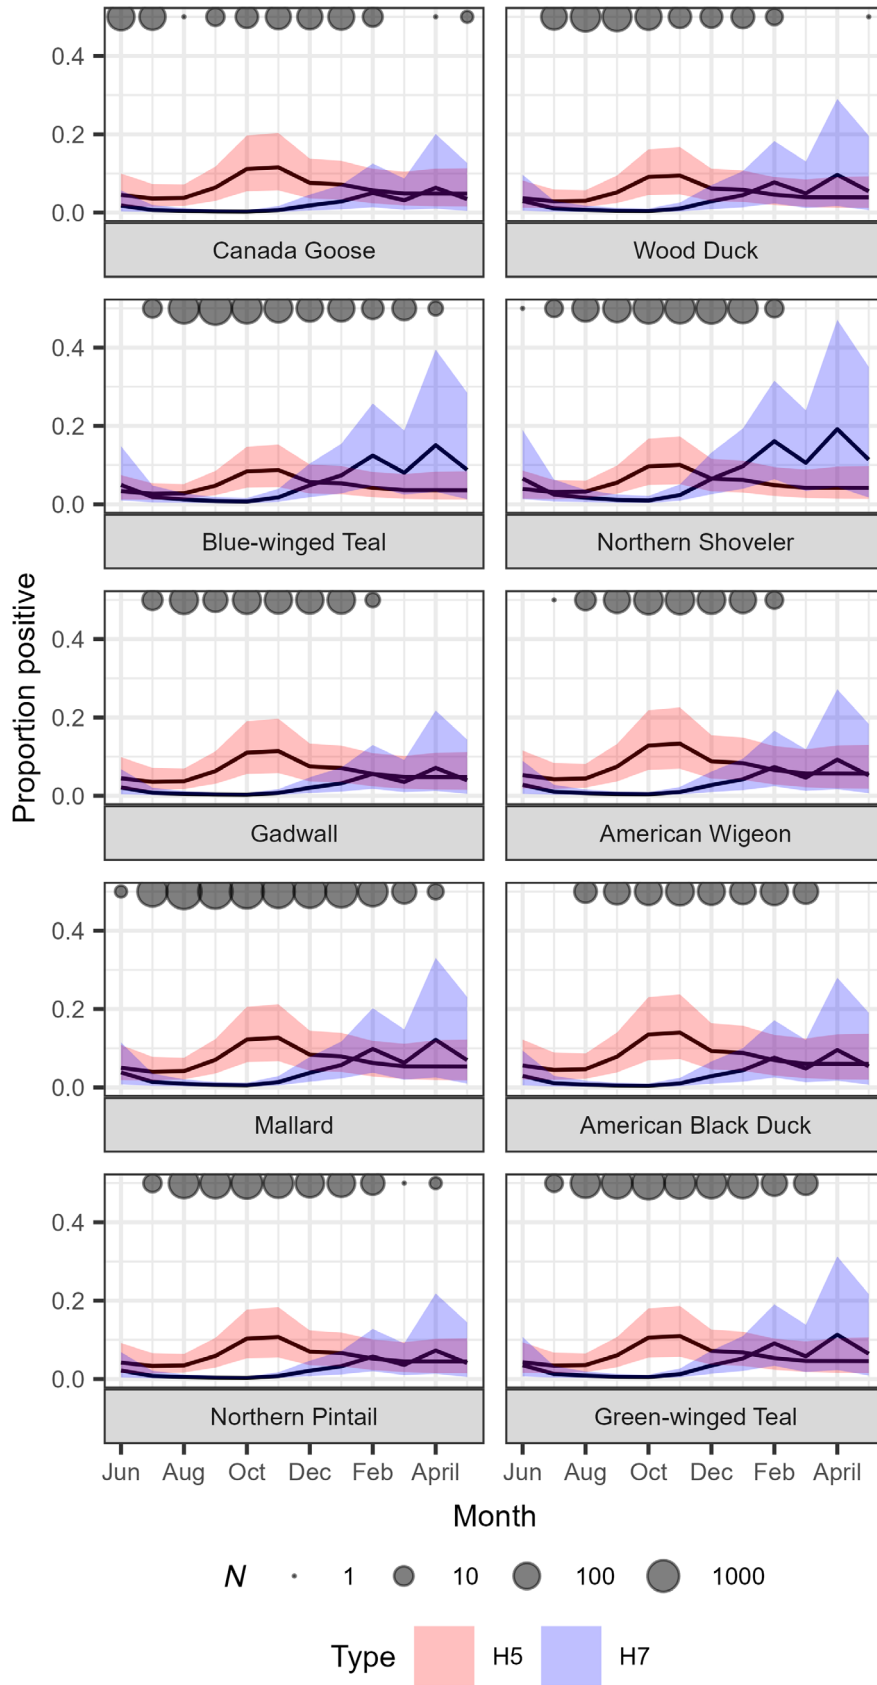 0.4
0.2
0.0
Canada Goose Wood Duck
0.4
0.2
0.0
Blue-winged Teal Northern Shoveler
Proportion positive
0.4
0.2
0.0
Gadwall American Wigeon
0.4
0.2
0.0
Mallard American Black Duck
0.4
0.2
0.0
Northern Pintail Green-winged Teal
Jun Aug Oct Dec Feb April Jun Aug Oct Dec Feb April
Month
N 1 10 100 1000
Type H5 H7